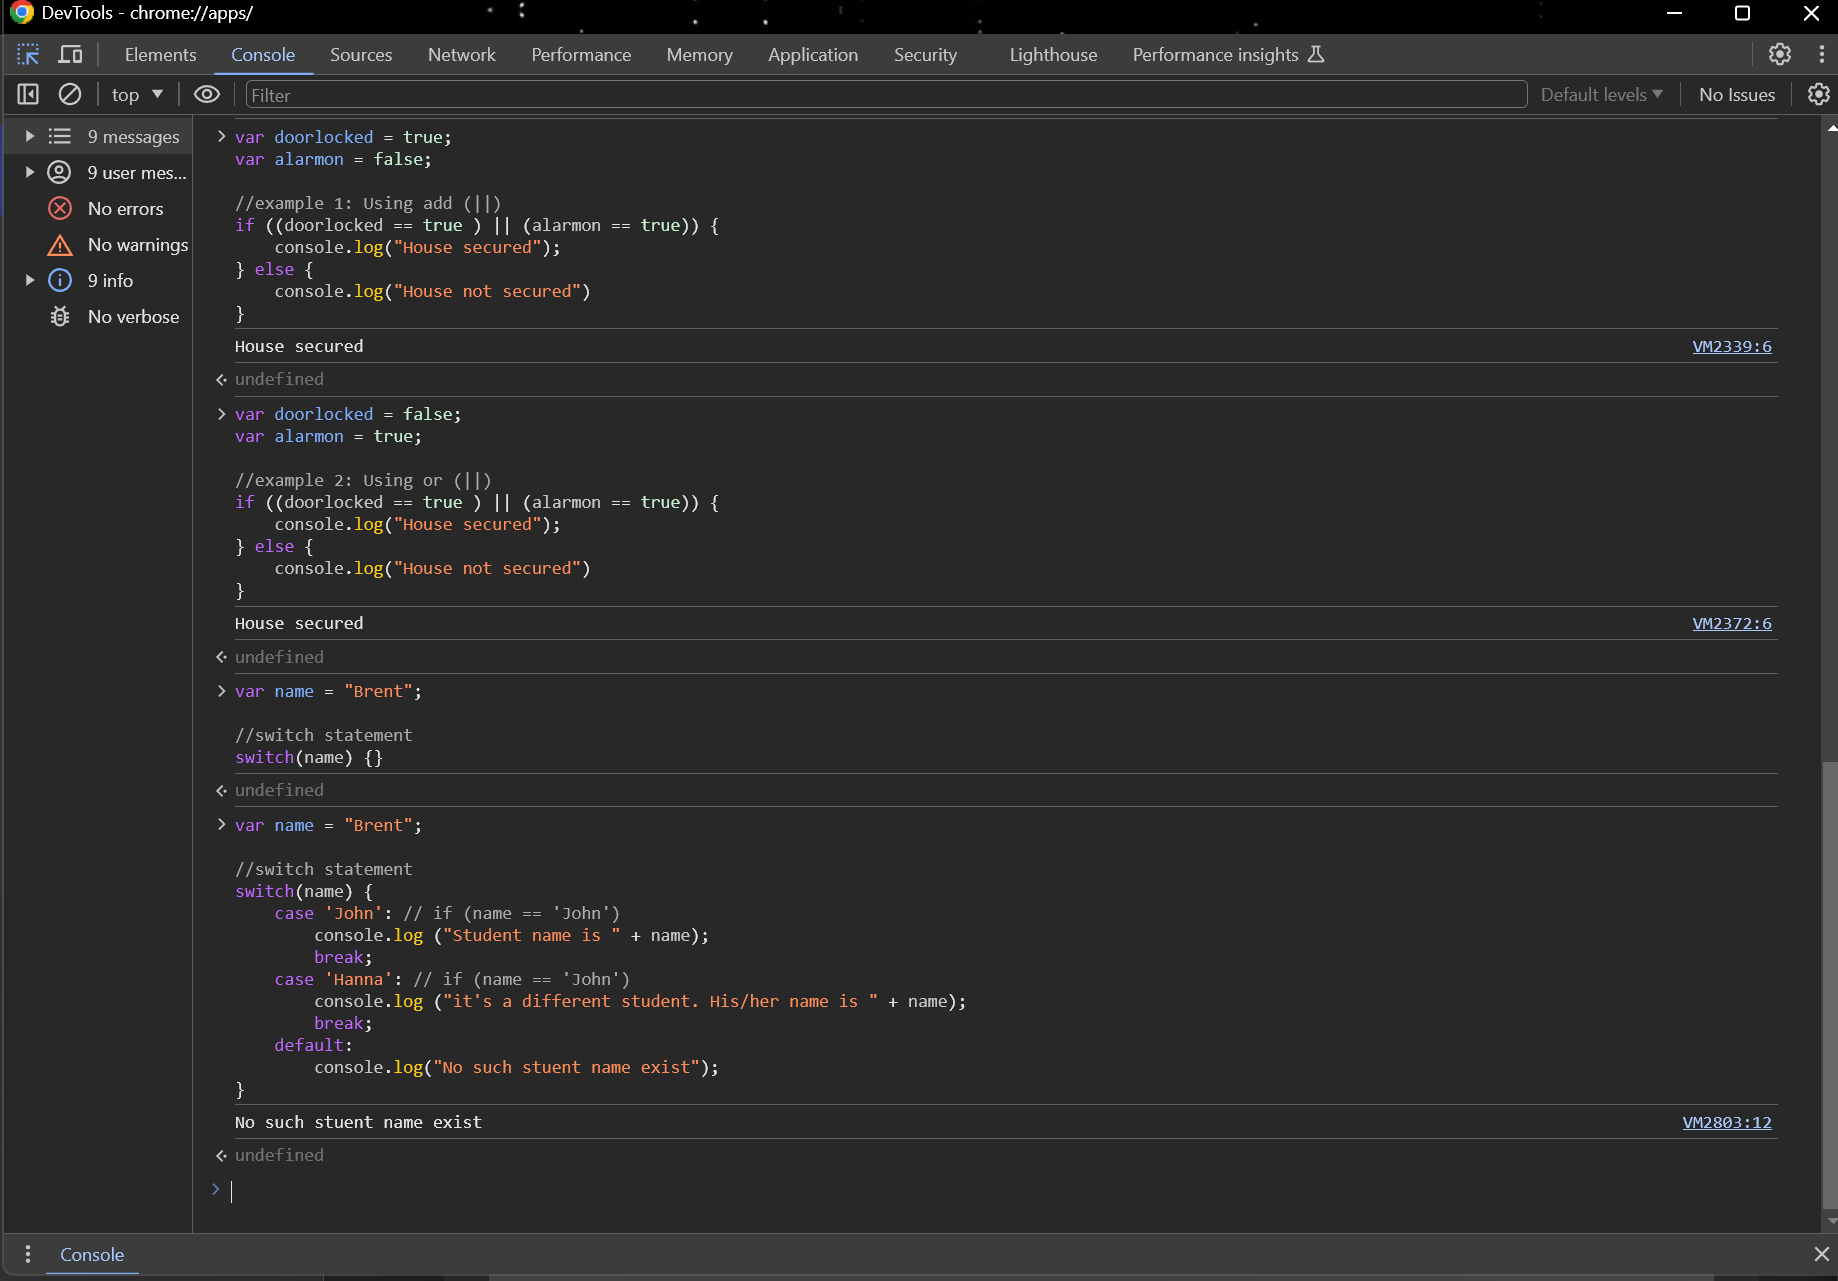 DevTools - chrome://apps/
Elements Console Sources Network Performance Memory Application Security Lighthouse Performance insights
top Filter Default levels No Issues
9 messages
9 user mes...
No errors
No warnings
9 info
No verbose
> var doorlocked = true;
var alarmon = false;
//example 1: Using add (||)
if ((doorlocked == true ) || (alarmon == true)) {
    console.log("House secured");
} else {
    console.log("House not secured")
}
House secured VM2339:6
undefined
> var doorlocked = false;
var alarmon = true;
//example 2: Using or (||)
if ((doorlocked == true ) || (alarmon == true)) {
    console.log("House secured");
} else {
    console.log("House not secured")
}
House secured VM2372:6
undefined
> var name = "Brent";
//switch statement
switch(name) {}
undefined
> var name = "Brent";
//switch statement
switch(name) {
    case 'John': // if (name == 'John')
        console.log ("Student name is " + name);
        break;
    case 'Hanna': // if (name == 'John')
        console.log ("it's a different student. His/her name is " + name);
        break;
    default:
        console.log("No such stuent name exist");
}
No such stuent name exist VM2803:12
undefined
>
Console